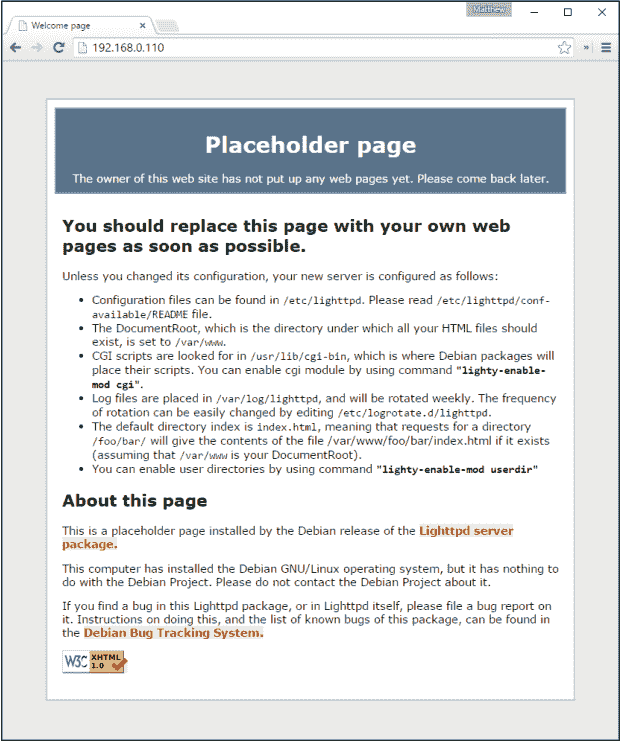 Matthew
Welcome page
192.168.0.110
Placeholder page
The owner of this web site has not put up any web pages yet. Please come back later.
You should replace this page with your own web
pages as soon as possible.
Unless you changed its configuration, your new server is configured as follows:
• Configuration files can be found in /etc/lighttpd. Please read /etc/lighttpd/conf-
available/README file.
• The DocumentRoot, which is the directory under which all your HTML files should
exist, is set to /var/www.
• CGI scripts are looked for in /usr/lib/cgi-bin, which is where Debian packages will
place their scripts. You can enable cgi module by using command "lighty-enable-
mod cgi".
• Log files are placed in /var/log/lighttpd, and will be rotated weekly. The frequency
of rotation can be easily changed by editing /etc/logrotate.d/lighttpd.
• The default directory index is index.html, meaning that requests for a directory
/foo/bar/ will give the contents of the file /var/www/foo/bar/index.html if it exists
(assuming that /var/www is your DocumentRoot).
• You can enable user directories by using command "lighty-enable-mod userdir"
About this page
This is a placeholder page installed by the Debian release of the Lighttpd server
package.
This computer has installed the Debian GNU/Linux operating system, but it has nothing to
do with the Debian Project. Please do not contact the Debian Project about it.
If you find a bug in this Lighttpd package, or in Lighttpd itself, please file a bug report on
it. Instructions on doing this, and the list of known bugs of this package, can be found in
the Debian Bug Tracking System.
W3C XHTML
1.0